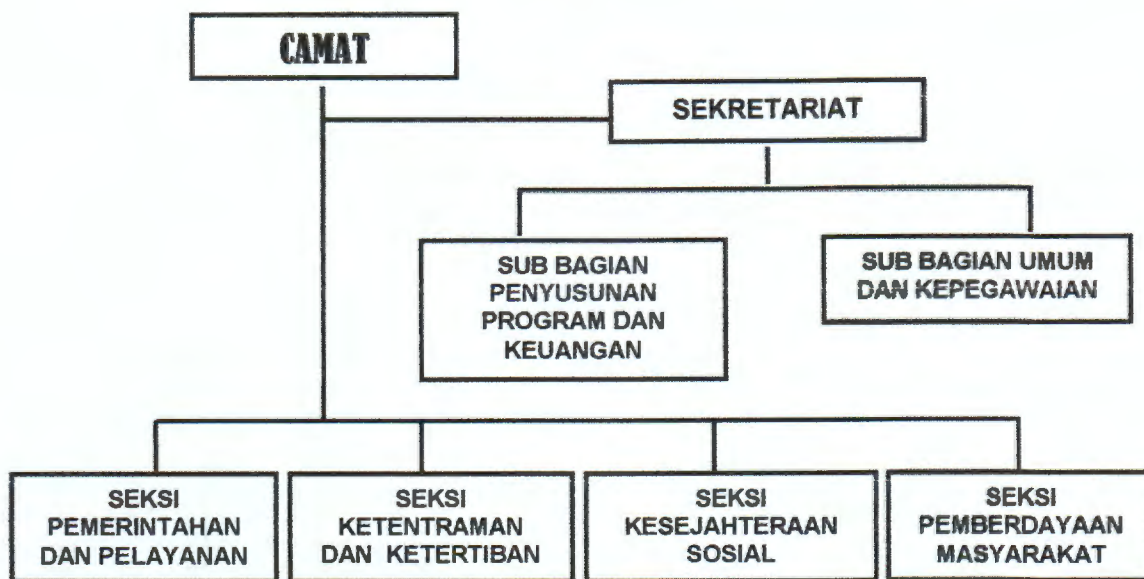 CAMAT
SEKRETARIAT
SUB BAGIAN
PENYUSUNAN
PROGRAM DAN
KEUANGAN
SUB BAGIAN UMUM
DAN KEPEGAWAIAN
SEKSI
PEMERINTAHAN
DAN PELAYANAN
SEKSI
KETENTRAMAN
DAN KETERTIBAN
SEKSI
KESEJAHTERAAN
SOSIAL
SEKSI
PEMBERDAYAAN
MASYARAKAT